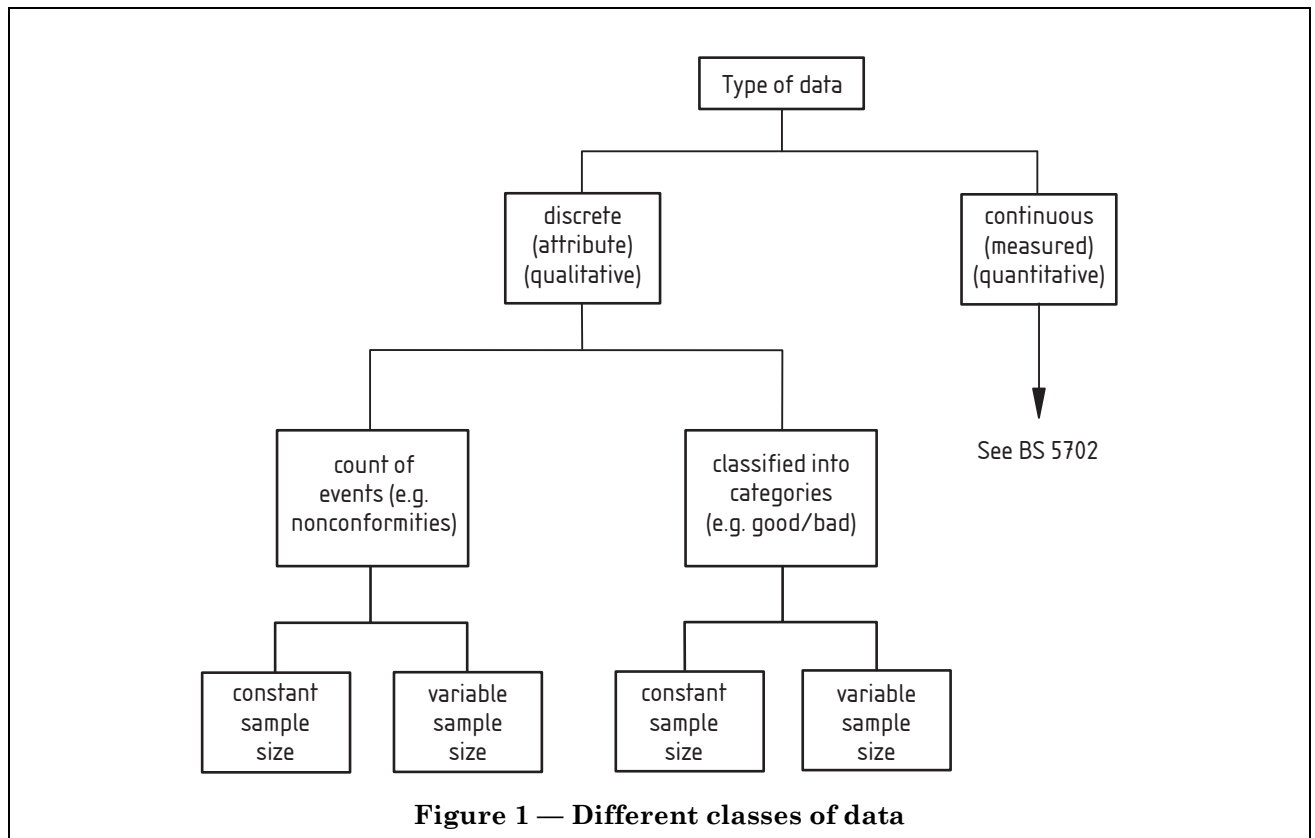 Type of data
discrete
(attribute)
(qualitative)
continuous
(measured)
(quantitative)
See BS 5702
count of
events (e.g.
nonconformities)
classified into
categories
(e.g. good/bad)
constant
sample
size
variable
sample
size
constant
sample
size
variable
sample
size
Figure 1 — Different classes of data